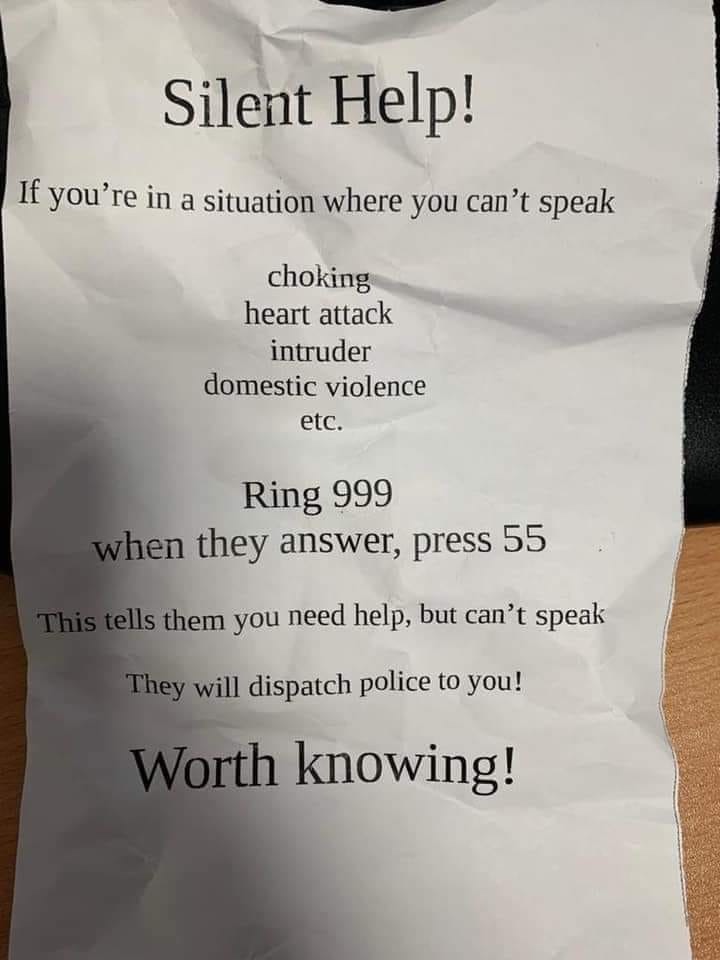 Silent Help!
If you're in a situation where you can't speak
choking
heart attack
intruder
domestic violence
etc.
Ring 999
when they answer, press 55
This tells them you need help, but can't speak
They will dispatch police to you!
Worth knowing!